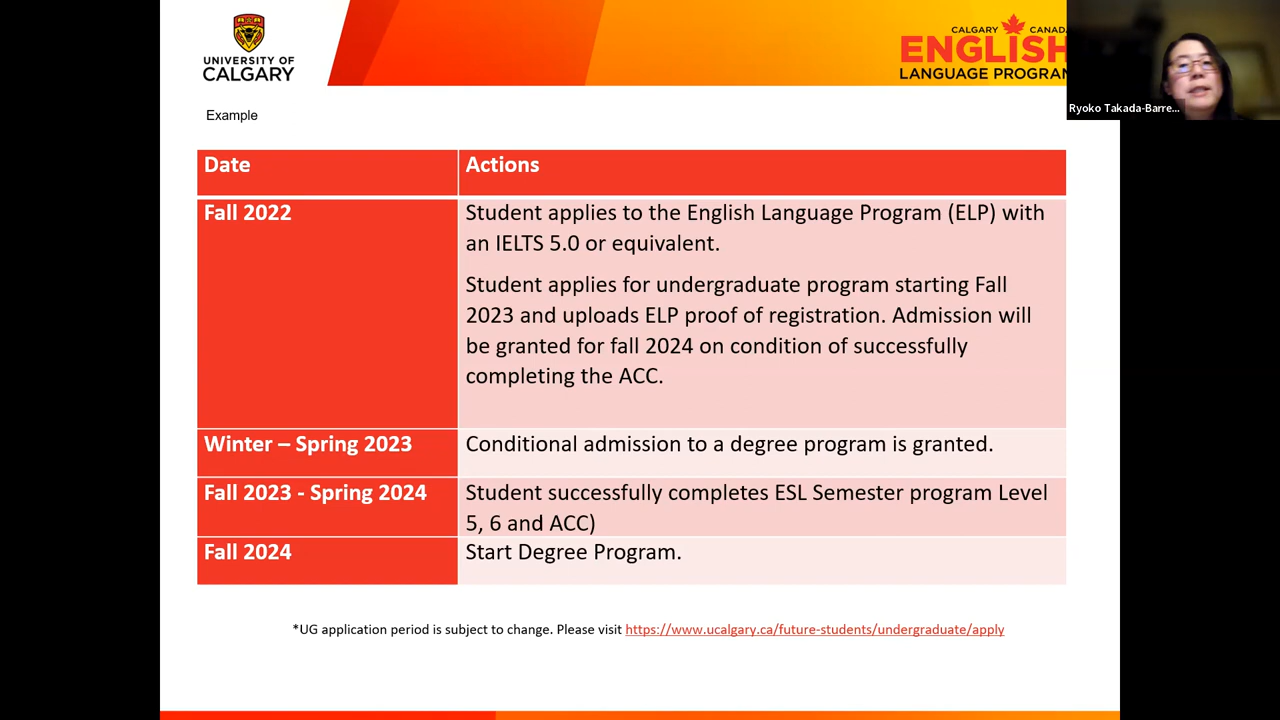 UNIVERSITY OF
CALGARY
CALGARY CANADA
ENGLISH
LANGUAGE PROGRAM
Ryoko Takada-Barre...
Example
Date
Actions
Fall 2022
Student applies to the English Language Program (ELP) with
an IELTS 5.0 or equivalent.
Student applies for undergraduate program starting Fall
2023 and uploads ELP proof of registration. Admission will
be granted for fall 2024 on condition of successfully
completing the ACC.
Winter – Spring 2023
Conditional admission to a degree program is granted.
Fall 2023 - Spring 2024
Student successfully completes ESL Semester program Level
5, 6 and ACC)
Fall 2024
Start Degree Program.
*UG application period is subject to change. Please visit https://www.ucalgary.ca/future-students/undergraduate/apply